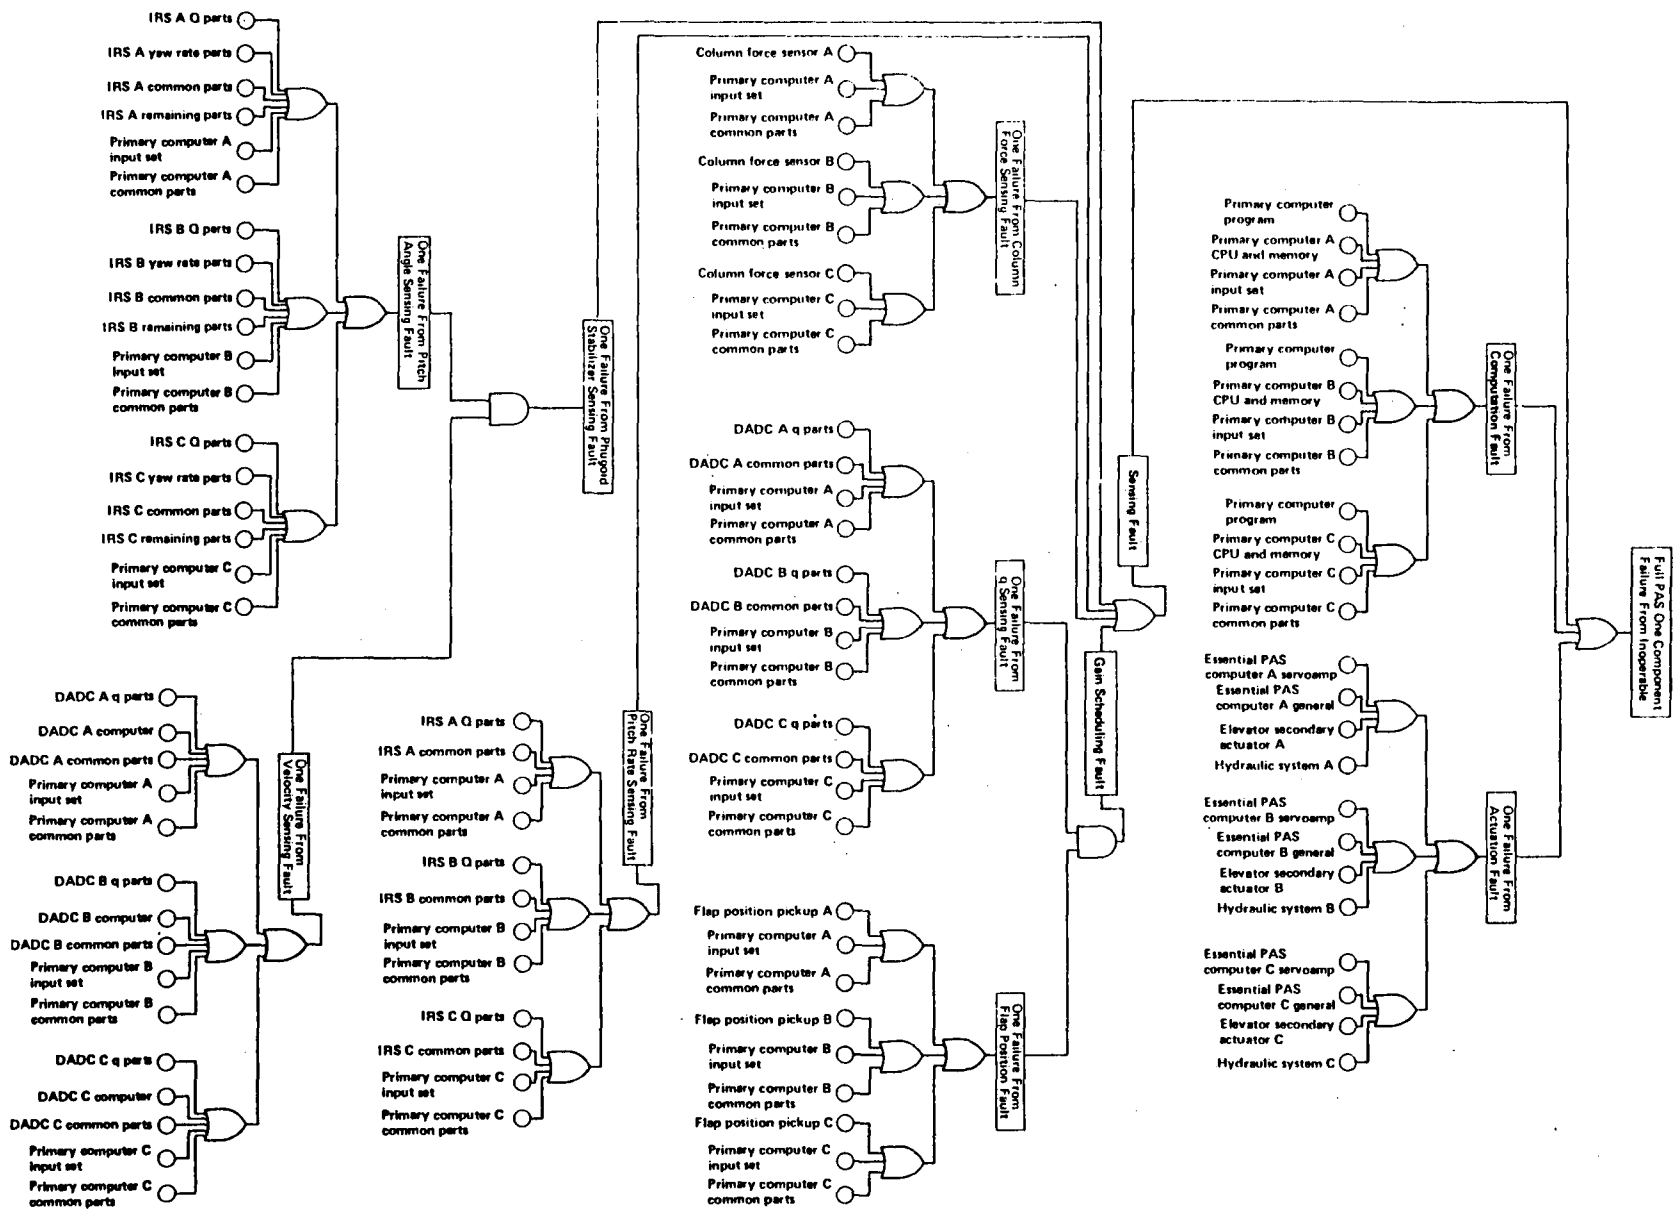 IRS A Q parts
IRS A yaw rate parts
IRS A common parts
IRS A remaining parts
Primary computer A
input set
Primary computer A
common parts
IRS B Q parts
IRS B yaw rate parts
IRS B common parts
IRS B remaining parts
Primary computer B
input set
Primary computer B
common parts
IRS C Q parts
IRS C yaw rate parts
IRS C common parts
IRS C remaining parts
Primary computer C
input set
Primary computer C
common parts
One Failure From Pitch
Angle Sensing Fault
DADC A q parts
DADC A computer
DADC A common parts
Primary computer A
input set
Primary computer A
common parts
DADC B q parts
DADC B computer
DADC B common parts
Primary computer B
input set
Primary computer B
common parts
DADC C q parts
DADC C computer
DADC C common parts
Primary computer C
input set
Primary computer C
common parts
One Failure From
Velocity Sensing Fault
One Failure From Phugoid
Stabilizer Sensing Fault
IRS A Q parts
IRS A common parts
Primary computer A
input set
Primary computer A
common parts
IRS B Q parts
IRS B common parts
Primary computer B
input set
Primary computer B
common parts
IRS C Q parts
IRS C common parts
Primary computer C
input set
Primary computer C
common parts
One Failure From
Pitch Rate Sensing Fault
Column force sensor A
Primary computer A
input set
Primary computer A
common parts
Column force sensor B
Primary computer B
input set
Primary computer B
common parts
Column force sensor C
Primary computer C
input set
Primary computer C
common parts
One Failure From Column
Force Sensing Fault
DADC A q parts
DADC A common parts
Primary computer A
input set
Primary computer A
common parts
DADC B q parts
DADC B common parts
Primary computer B
input set
Primary computer B
common parts
DADC C q parts
DADC C common parts
Primary computer C
input set
Primary computer C
common parts
One Failure From
q Sensing Fault
Flap position pickup A
Primary computer A
input set
Primary computer A
common parts
Flap position pickup B
Primary computer B
input set
Primary computer B
common parts
Flap position pickup C
Primary computer C
input set
Primary computer C
common parts
One Failure From
Flap Position Fault
Gain Scheduling Fault
Sensing Fault
Primary computer
program
Primary computer A
CPU and memory
Primary computer A
input set
Primary computer A
common parts
Primary computer
program
Primary computer B
CPU and memory
Primary computer B
input set
Primary computer B
common parts
Primary computer
program
Primary computer C
CPU and memory
Primary computer C
input set
Primary computer C
common parts
One Failure From
Computation Fault
Essential PAS
computer A servoamp
Essential PAS
computer A general
Elevator secondary
actuator A
Hydraulic system A
Essential PAS
computer B servoamp
Essential PAS
computer B general
Elevator secondary
actuator B
Hydraulic system B
Essential PAS
computer C servoamp
Essential PAS
computer C general
Elevator secondary
actuator C
Hydraulic system C
One Failure From
Actuation Fault
Full PAS One Component
Failure From Inoperable